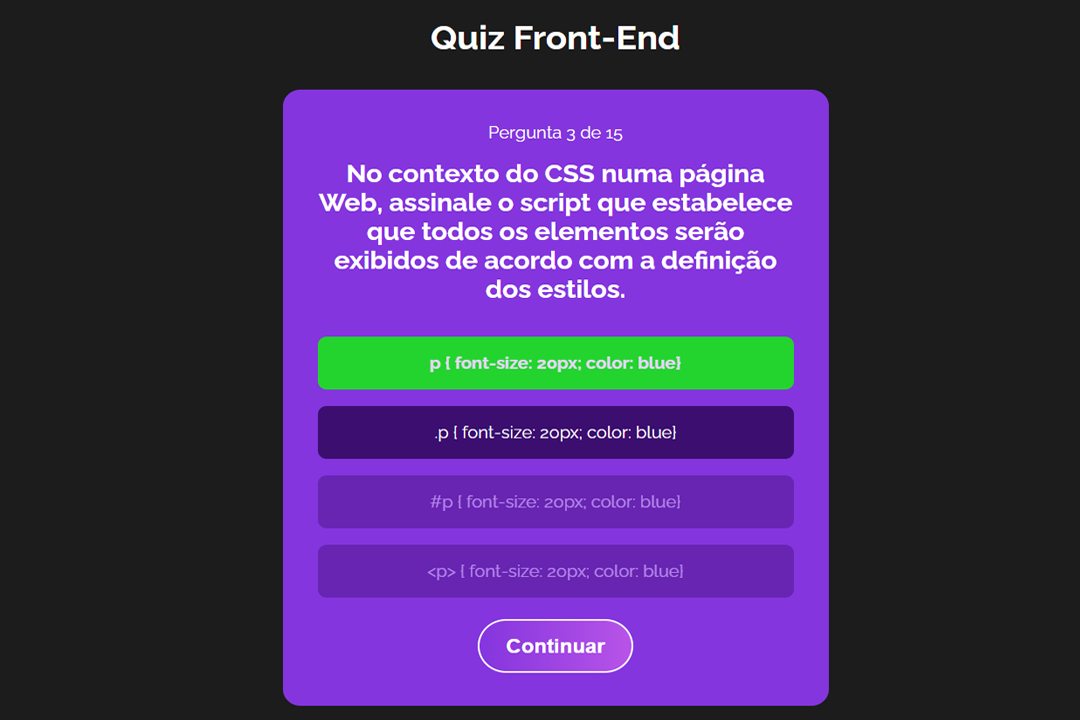 Quiz Front-End
Pergunta 3 de 15
No contexto do CSS numa página
Web, assinale o script que estabelece
que todos os elementos serão
exibidos de acordo com a definição
dos estilos.
p { font-size: 20px; color: blue}
.p { font-size: 20px; color: blue}
#p { font-size: 20px; color: blue}
<p> { font-size: 20px; color: blue}
Continuar